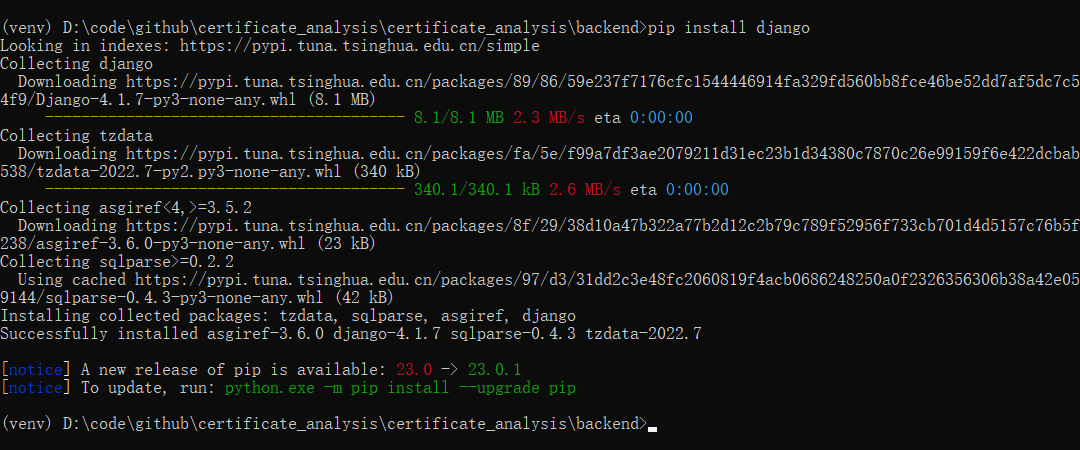 (venv) D:\code\github\certificate_analysis\certificate_analysis\backend>pip install django
Looking in indexes: https://pypi.tuna.tsinghua.edu.cn/simple
Collecting django
  Downloading https://pypi.tuna.tsinghua.edu.cn/packages/89/86/59e237f7176cfc1544446914fa329fd560bb8fce46be52dd7af5dc7c5
4f9/Django-4.1.7-py3-none-any.whl (8.1 MB)
     ---------------------------------------- 8.1/8.1 MB 2.3 MB/s eta 0:00:00
Collecting tzdata
  Downloading https://pypi.tuna.tsinghua.edu.cn/packages/fa/5e/f99a7df3ae2079211d31ec23b1d34380c7870c26e99159f6e422dcbab
538/tzdata-2022.7-py2.py3-none-any.whl (340 kB)
     ---------------------------------------- 340.1/340.1 kB 2.6 MB/s eta 0:00:00
Collecting asgiref<4,>=3.5.2
  Downloading https://pypi.tuna.tsinghua.edu.cn/packages/8f/29/38d10a47b322a77b2d12c2b79c789f52956f733cb701d4d5157c76b5f
238/asgiref-3.6.0-py3-none-any.whl (23 kB)
Collecting sqlparse>=0.2.2
  Using cached https://pypi.tuna.tsinghua.edu.cn/packages/97/d3/31dd2c3e48fc2060819f4acb0686248250a0f2326356306b38a42e05
9144/sqlparse-0.4.3-py3-none-any.whl (42 kB)
Installing collected packages: tzdata, sqlparse, asgiref, django
Successfully installed asgiref-3.6.0 django-4.1.7 sqlparse-0.4.3 tzdata-2022.7
[notice] A new release of pip is available: 23.0 -> 23.0.1
[notice] To update, run: python.exe -m pip install --upgrade pip
(venv) D:\code\github\certificate_analysis\certificate_analysis\backend>